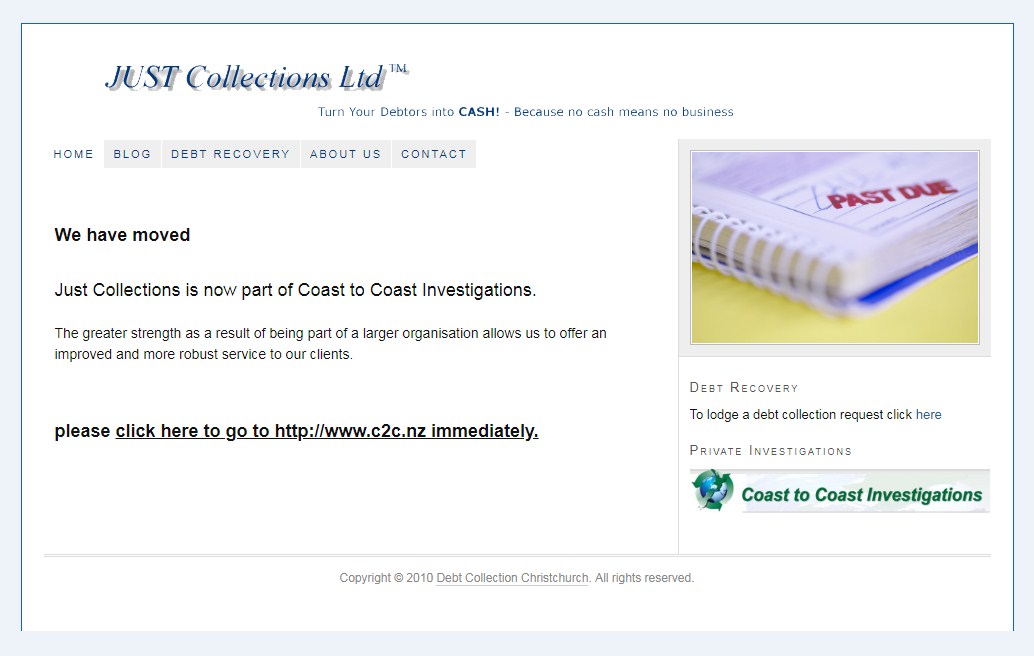 JUST Collections Ltd™
Turn Your Debtors into CASH! - Because no cash means no business
HOME BLOG DEBT RECOVERY ABOUT US CONTACT
PAST DUE
We have moved
Just Collections is now part of Coast to Coast Investigations.
The greater strength as a result of being part of a larger organisation allows us to offer an
improved and more robust service to our clients.
please click here to go to http://www.c2c.nz immediately.
Debt Recovery
To lodge a debt collection request click here
Private Investigations
Coast to Coast Investigations
Copyright © 2010 Debt Collection Christchurch. All rights reserved.